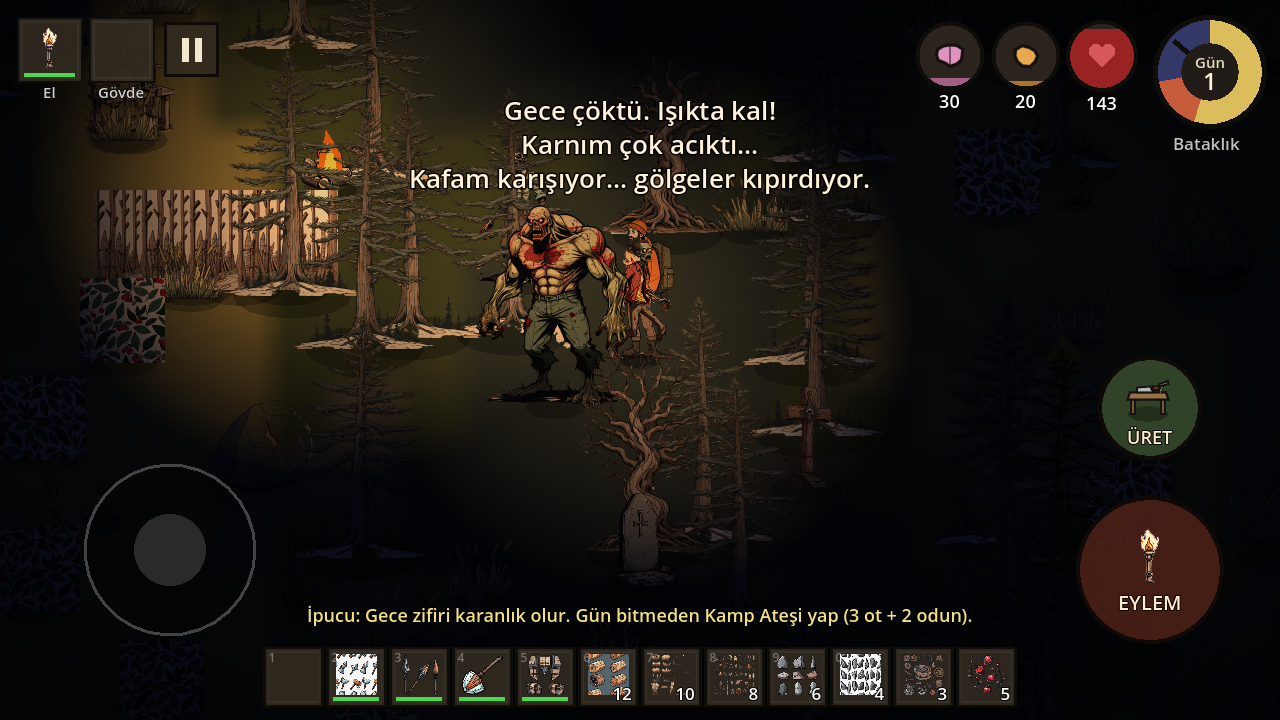 El
Gövde
30
20
143
Gün
1
Bataklık
Gece çöktü. Işıkta kal!
Karnım çok acıktı...
Kafam karışıyor... gölgeler kıpırdıyor.
ÜRET
EYLEM
İpucu: Gece zifiri karanlık olur. Gün bitmeden Kamp Ateşi yap (3 ot + 2 odun).
1
3
4
5
12
10
8
8
9
6
4
3
5